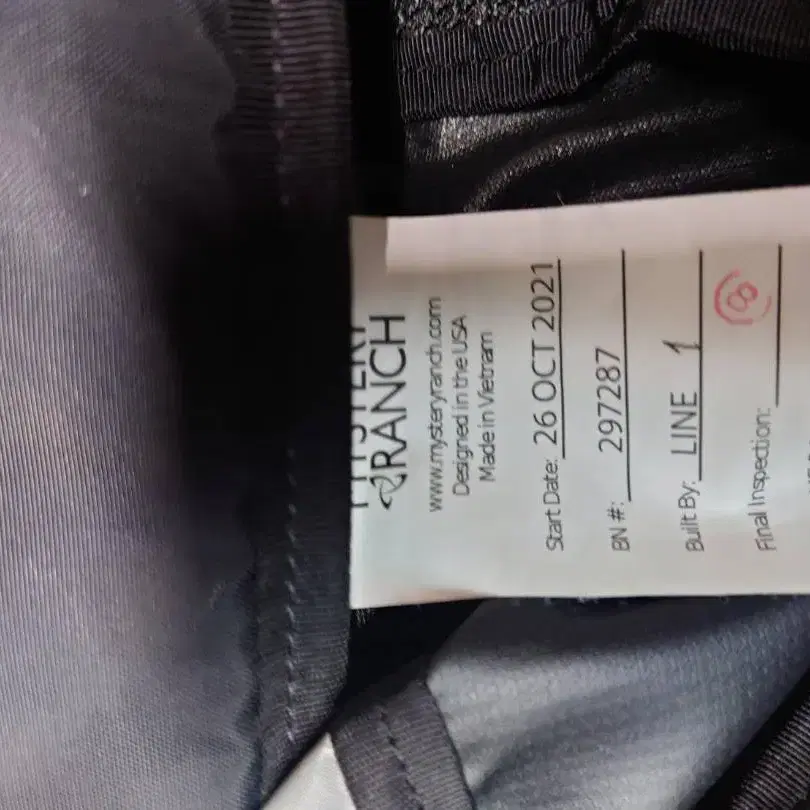 MYSTERY
RANCH
www.mysteryranch.com
Designed in the USA
Made in Vietnam
Start Date: 26 OCT 2021
BN #: 297287
Built By: LINE 1
Final Inspection: 8